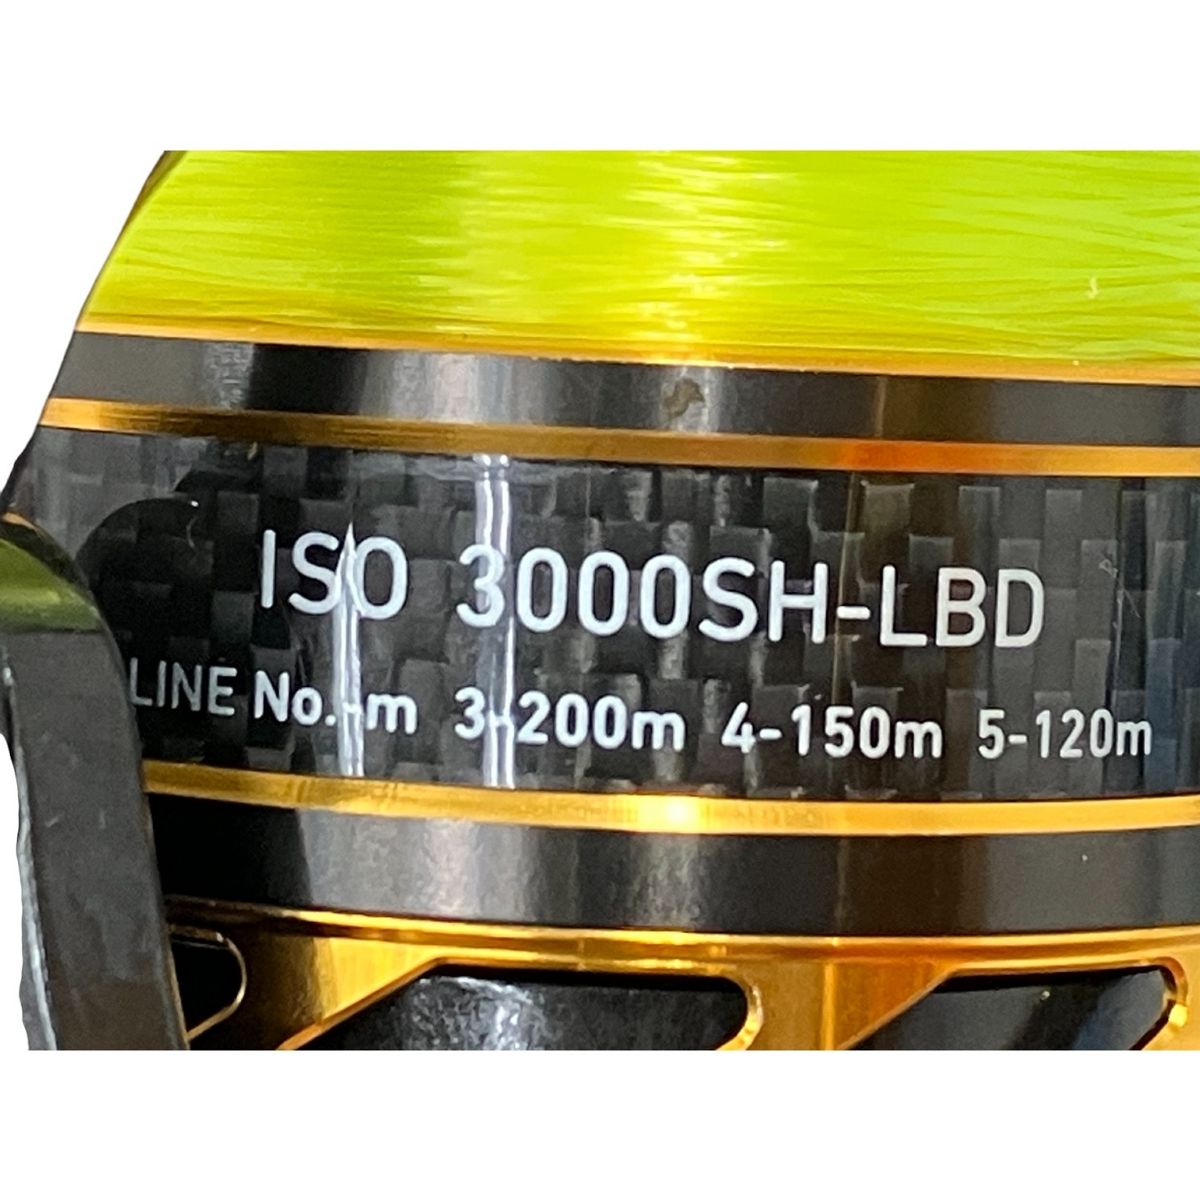 ISO 3000SH-LBD
LINE No.-m 3-200m 4-150m 5-120m